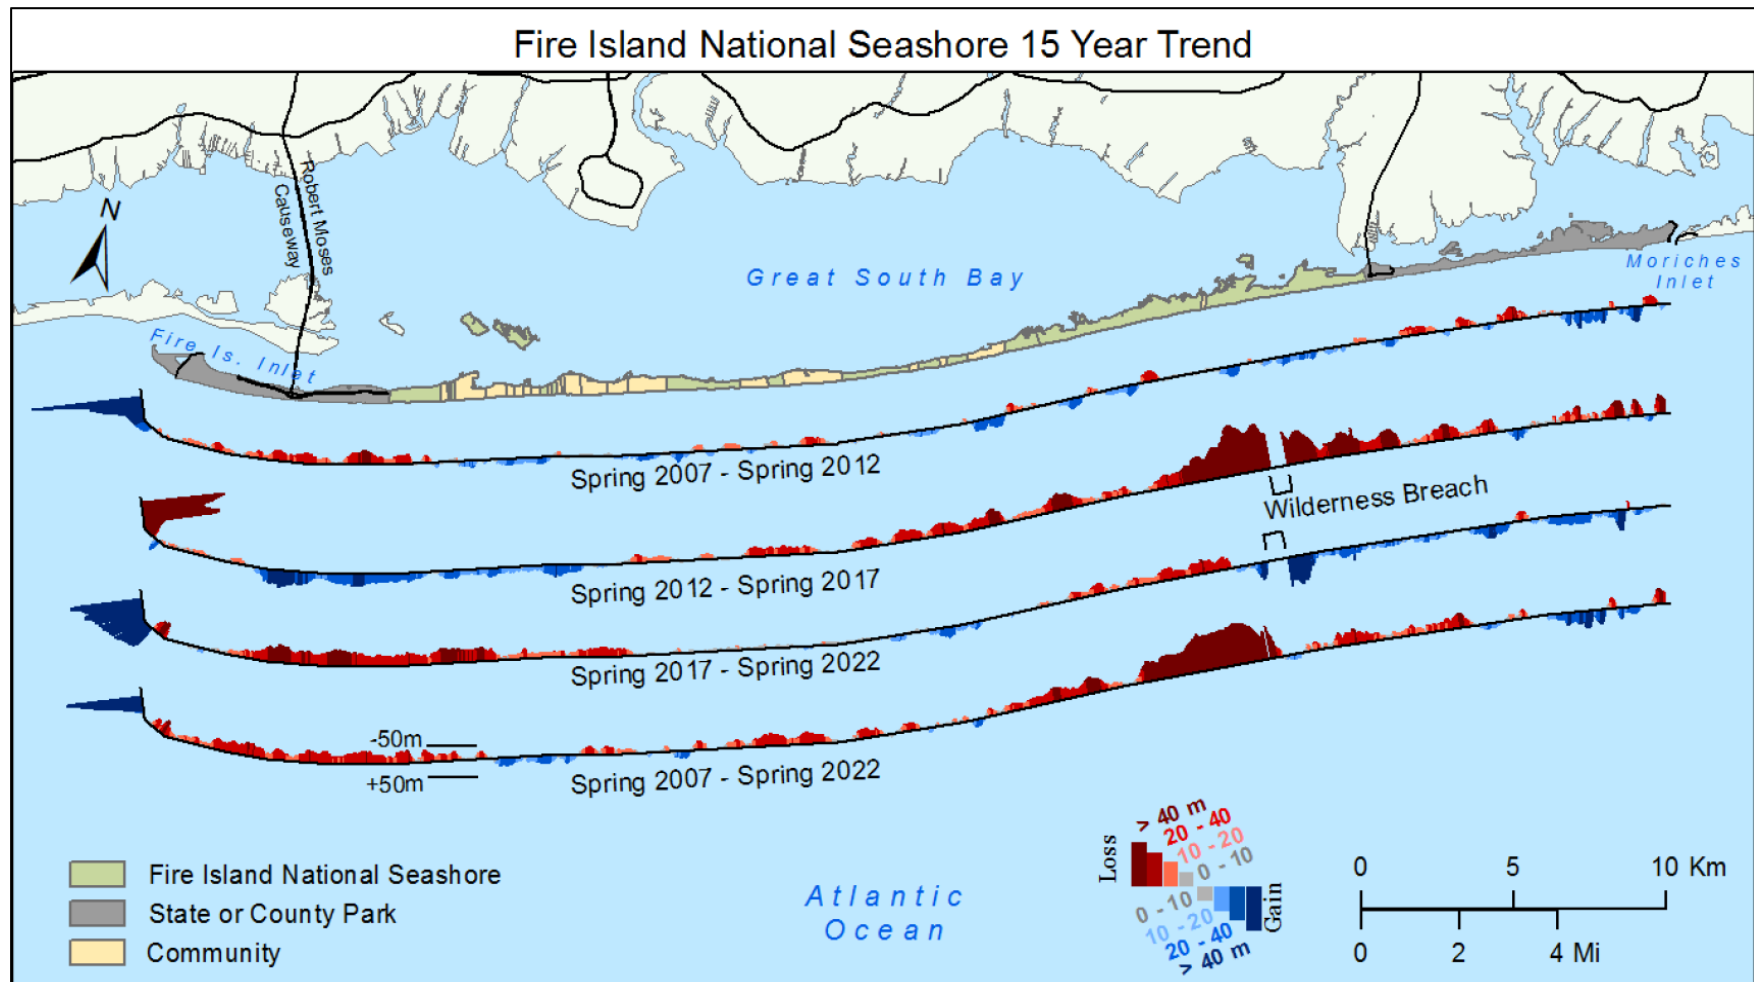 Fire Island National Seashore 15 Year Trend
Robert Moses
Causeway
N
Great South Bay
Moriches
Inlet
Fire Is. Inlet
Spring 2007 - Spring 2012
Wilderness Breach
Spring 2012 - Spring 2017
Spring 2017 - Spring 2022
-50m
+50m
Spring 2007 - Spring 2022
Fire Island National Seashore
State or County Park
Community
Atlantic
Ocean
Loss
> 40 m
20 - 40
10 - 20
0 - 10
0 - 10
10 - 20
20 - 40
> 40 m
Gain
0 5 10 Km
0 2 4 Mi